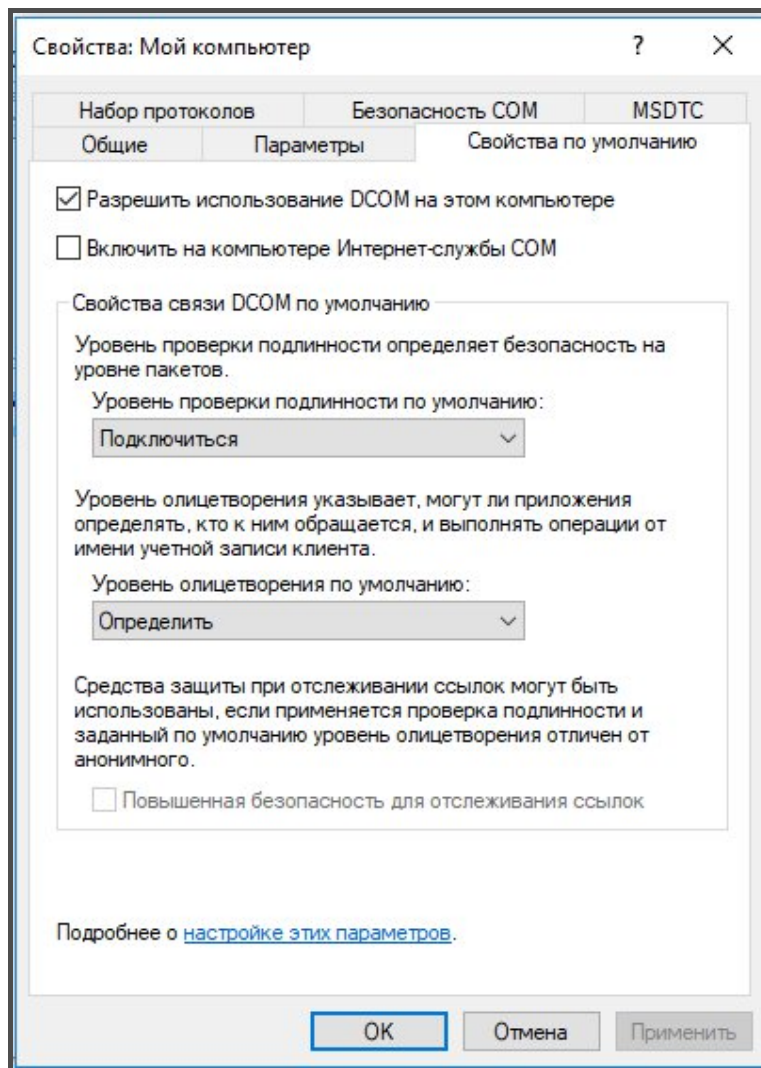 Свойства: Мой компьютер
?
Набор протоколов
Безопасность COM
MSDTC
Общие
Параметры
Свойства по умолчанию
Разрешить использование DCOM на этом компьютере
Включить на компьютере Интернет-службы COM
Свойства связи DCOM по умолчанию
Уровень проверки подлинности определяет безопасность на
уровне пакетов.
Уровень проверки подлинности по умолчанию:
Подключиться
Уровень олицетворения указывает, могут ли приложения
определять, кто к ним обращается, и выполнять операции от
имени учетной записи клиента.
Уровень олицетворения по умолчанию:
Определить
Средства защиты при отслеживании ссылок могут быть
использованы, если применяется проверка подлинности и
заданный по умолчанию уровень олицетворения отличен от
анонимного.
Повышенная безопасность для отслеживания ссылок
Подробнее о настройке этих параметров.
OK
Отмена
Применить